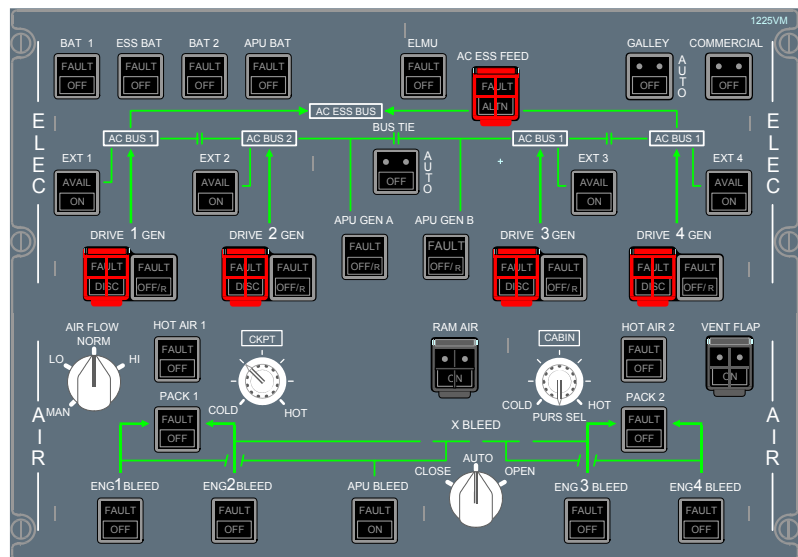 1225VM
BAT 1 ESS BAT BAT 2 APU BAT ELMU AC ESS FEED GALLEY COMMERCIAL
FAULT OFF
FAULT OFF
FAULT OFF
FAULT OFF
FAULT OFF
FAULT ALTN
OFF
AUTO
OFF
ELEC
AC ESS BUS
BUS TIE
OFF
AUTO
AC BUS 1
AC BUS 2
AC BUS 1
AC BUS 1
ELEC
EXT 1
AVAIL
ON
EXT 2
AVAIL
ON
EXT 3
AVAIL
ON
EXT 4
AVAIL
ON
+
APU GEN A
FAULT
OFF/R
APU GEN B
FAULT
OFF/R
DRIVE 1 GEN
FAULT FAULT
DISC OFF/R
DRIVE 2 GEN
FAULT FAULT
DISC OFF/R
DRIVE 3 GEN
FAULT FAULT
DISC OFF/R
DRIVE 4 GEN
FAULT FAULT
DISC OFF/R
AIR FLOW
NORM
LO HI
MAN
HOT AIR 1
FAULT
OFF
CKPT
COLD HOT
RAM AIR
ON
CABIN
COLD HOT
PURS SEL
HOT AIR 2
FAULT
OFF
VENT FLAP
ON
AIR
PACK 1
FAULT
OFF
X BLEED
AUTO
CLOSE OPEN
PACK 2
FAULT
OFF
AIR
ENG1 BLEED
FAULT
OFF
ENG2 BLEED
FAULT
OFF
APU BLEED
FAULT
ON
ENG 3 BLEED
FAULT
OFF
ENG4 BLEED
FAULT
OFF